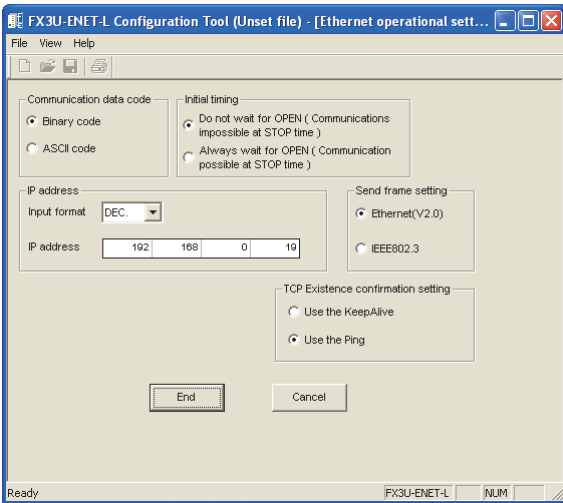 FX3U-ENET-L Configuration Tool (Unset file) - [Ethernet operational sett...
File View Help
Communication data code
Binary code
ASCII code
Initial timing
Do not wait for OPEN ( Communications
impossible at STOP time )
Always wait for OPEN ( Communication
possible at STOP time )
IP address
Input format DEC.
IP address 192 168 0 19
Send frame setting
Ethernet(V2.0)
IEEE802.3
TCP Existence confirmation setting
Use the KeepAlive
Use the Ping
End Cancel
Ready FX3U-ENET-L NUM